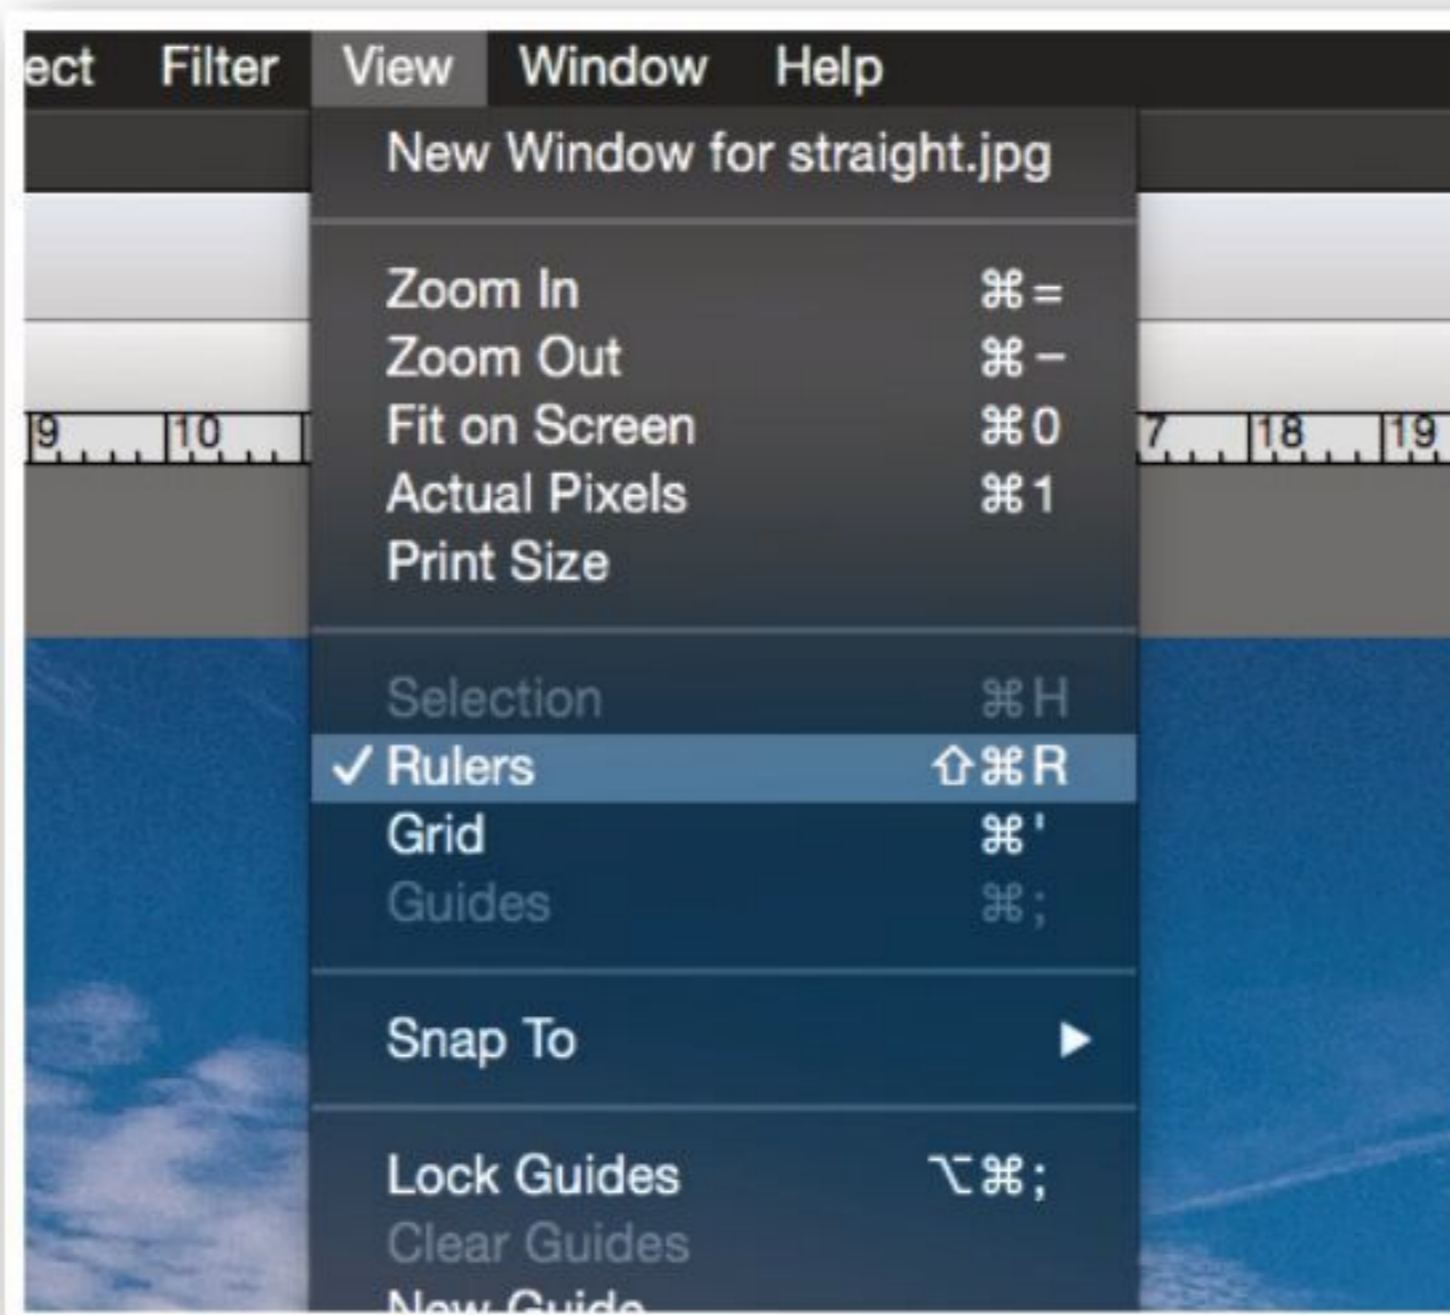 ect Filter View Window Help
New Window for straight.jpg
Zoom In ⌘=
Zoom Out ⌘−
9 10 7 18 19
Fit on Screen ⌘0
Actual Pixels ⌘1
Print Size
Selection ⌘H
✓ Rulers ⇧⌘R
Grid ⌘'
Guides ⌘;
Snap To ▶
Lock Guides ⌥⌘;
Clear Guides
New Guide